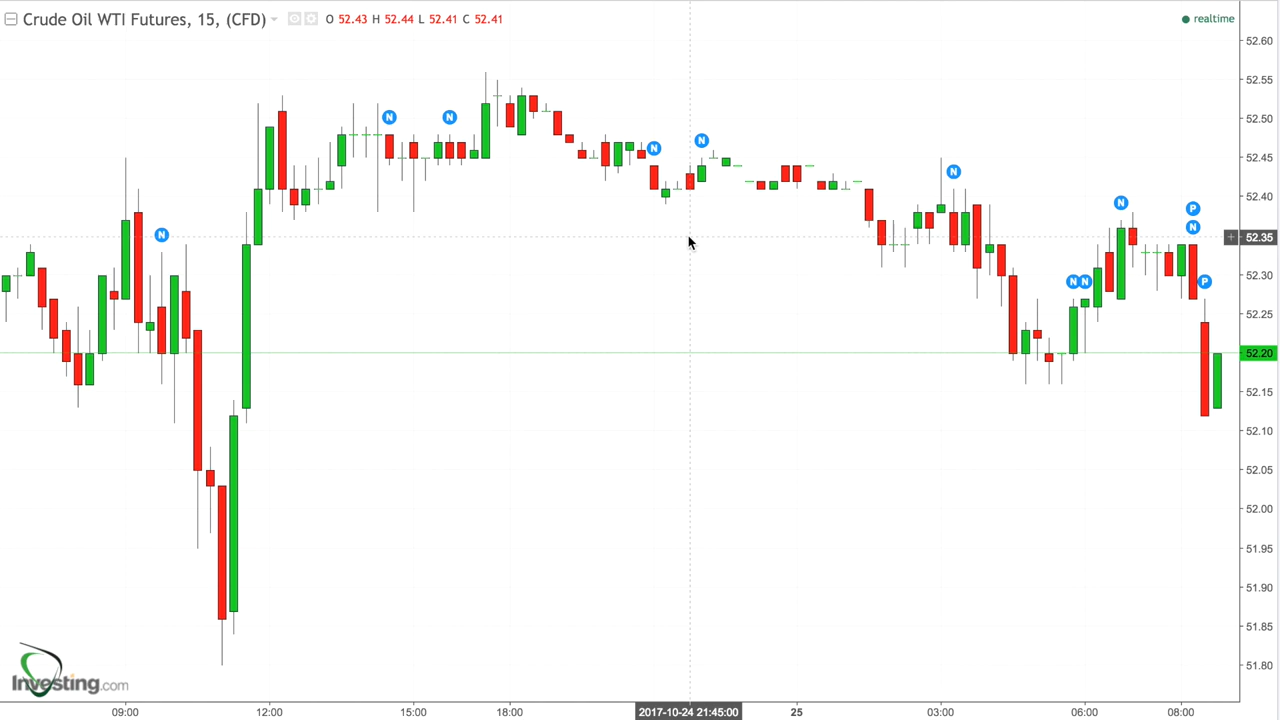 Crude Oil WTI Futures, 15, (CFD) O 52.43 H 52.44 L 52.41 C 52.41
realtime
52.60
52.55
52.50
N N
N
N
52.45
N
52.40
N P
N N
52.35
N N P
52.30
52.25
52.20
52.15
52.10
52.05
52.00
51.95
51.90
51.85
51.80
Investing.com
09:00 12:00 15:00 18:00 2017-10-24 21:45:00 25 03:00 06:00 08:00